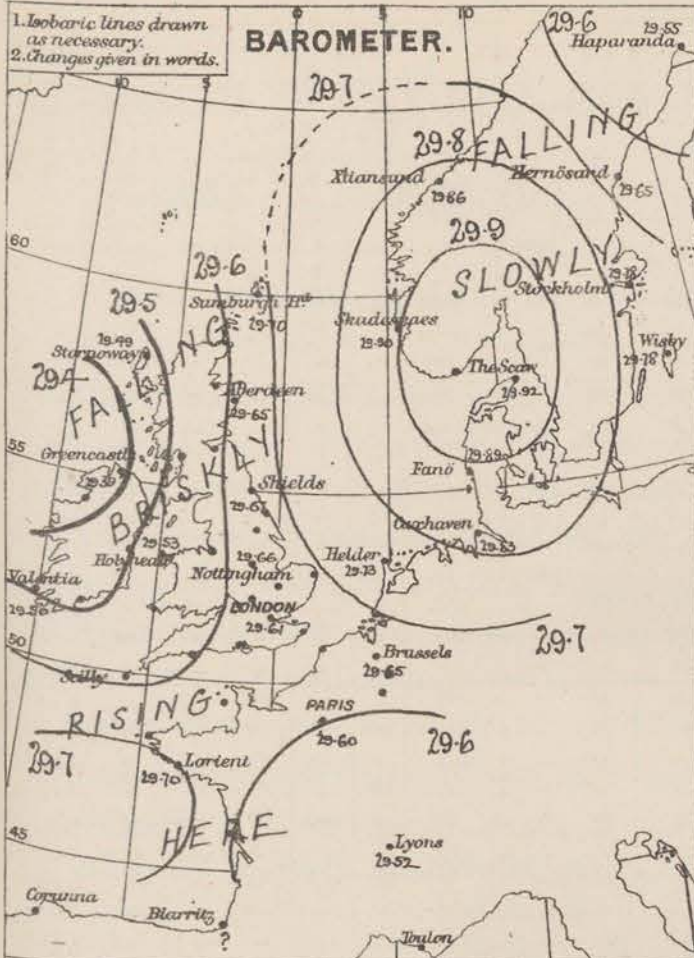 1. Isobaric lines drawn
as necessary.
2. Changes given in words.
BAROMETER.
10
5
0
5
10
29·6
29·55
Haparanda
29·7
29·8
FALLING
Xtiansund
29·86
Hernösand
29·65
60
29·9
29·6
SLOWLY
Stockholm
29·5
Sumburgh Hd
29·70
Skudesnaes
29·90
29·49
Stornoway
Wisby
29·78
29·4
The Scaw
29·92
FALLING
Aberdeen
29·65
55
Greencastle
Fanö
29·89
BRISKLY
Shields
29·67
Cuxhaven
29·83
29·53
Holyhead
29·66
Nottingham
Helder
29·73
Valentia
29·56
LONDON
29·61
29·7
50
Brussels
29·65
Scilly
RISING
PARIS
29·60
29·6
29·7
Lorient
29·70
45
HERE
Lyons
29·52
Corunna
Biarritz
?
Toulon